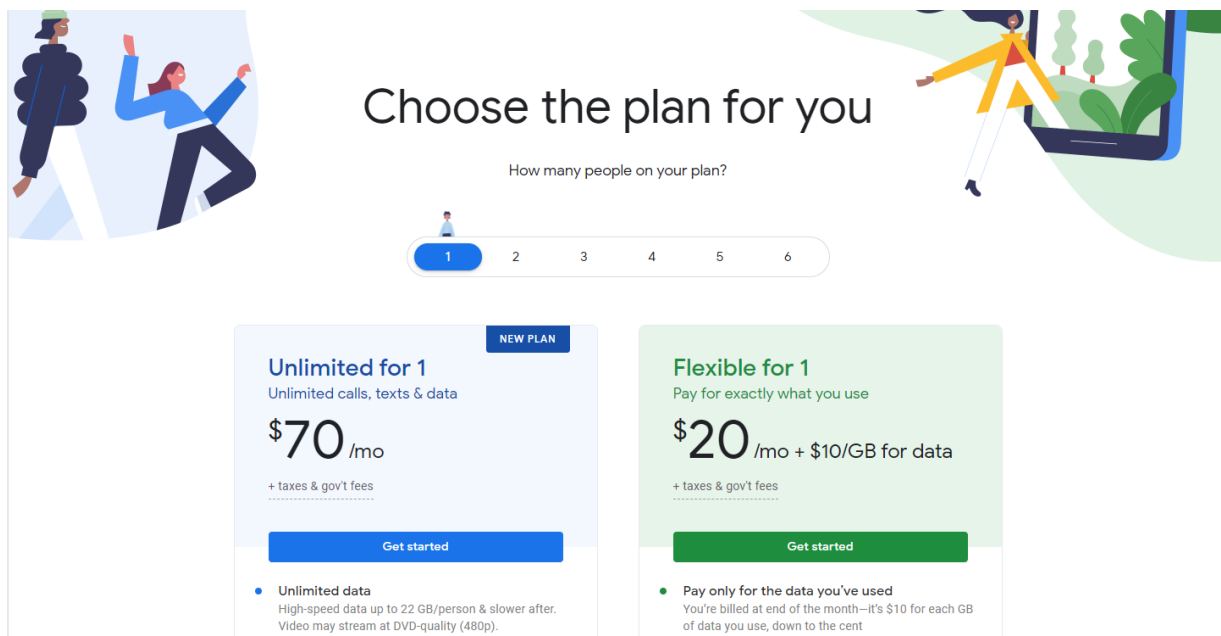 Choose the plan for you
How many people on your plan?
1 2 3 4 5 6
NEW PLAN
Unlimited for 1
Unlimited calls, texts & data
$70/mo
+ taxes & gov't fees
Get started
Unlimited data
High-speed data up to 22 GB/person & slower after.
Video may stream at DVD-quality (480p).
Flexible for 1
Pay for exactly what you use
$20/mo + $10/GB for data
+ taxes & gov't fees
Get started
Pay only for the data you've used
You're billed at end of the month—it's $10 for each GB
of data you use, down to the cent